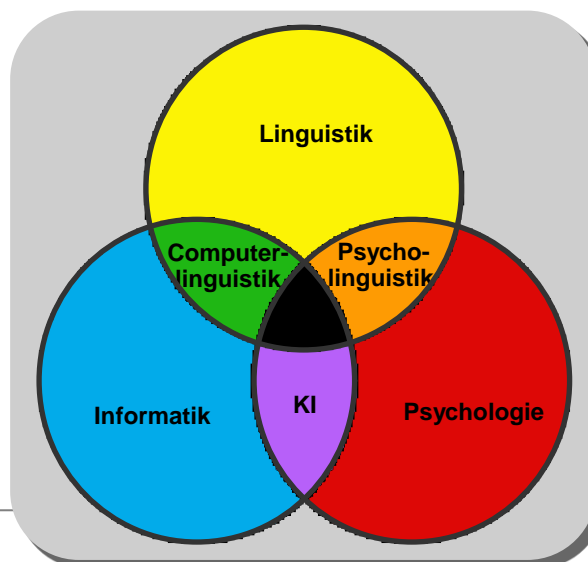 Linguistik
Computer-
linguistik
Psycho-
linguistik
Informatik
KI
Psychologie